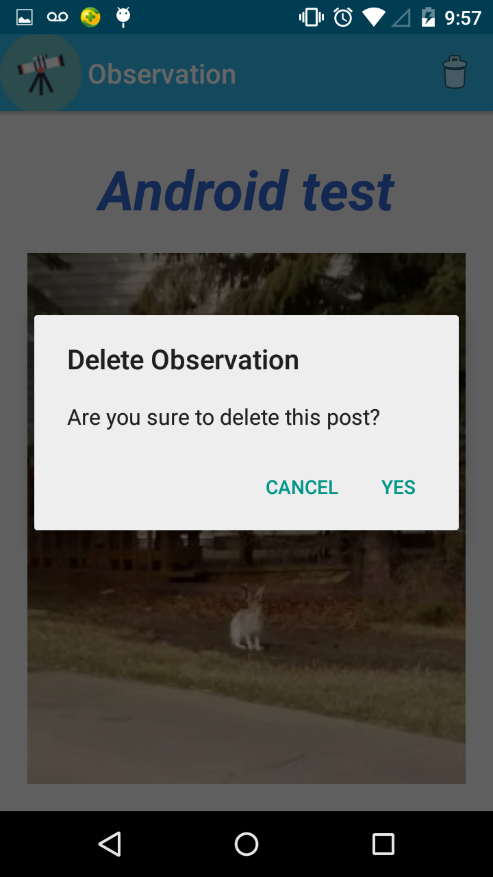 9:57
Observation
Android test
Delete Observation
Are you sure to delete this post?
CANCEL YES